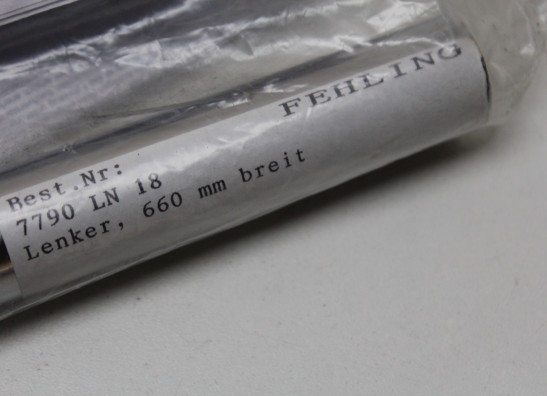 FEHLING
Best.Nr:
7790 LN 18
Lenker, 660 mm breit